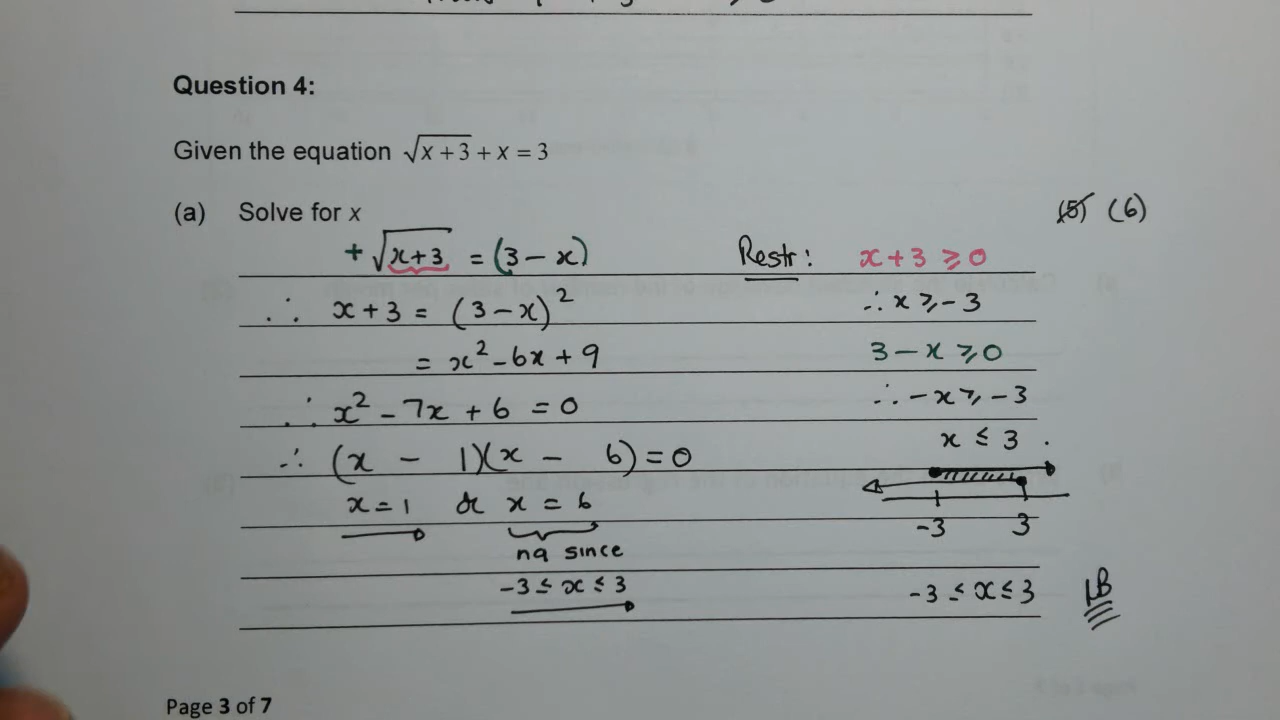 Question 4:
Given the equation √(x + 3) + x = 3
(a) Solve for x (5) (6)
+√(x+3) = (3 − x) Restr: x + 3 ⩾ 0
∴ x + 3 = (3 − x)² ∴ x ⩾ −3
= x² − 6x + 9 3 − x ⩾ 0
∴ x² − 7x + 6 = 0 ∴ −x ⩾ −3
x ≤ 3
∴ (x − 1)(x − 6) = 0
x = 1 or x = 6
−3 3
na since
−3 ≤ x ≤ 3 −3 ≤ x ≤ 3
Page 3 of 7